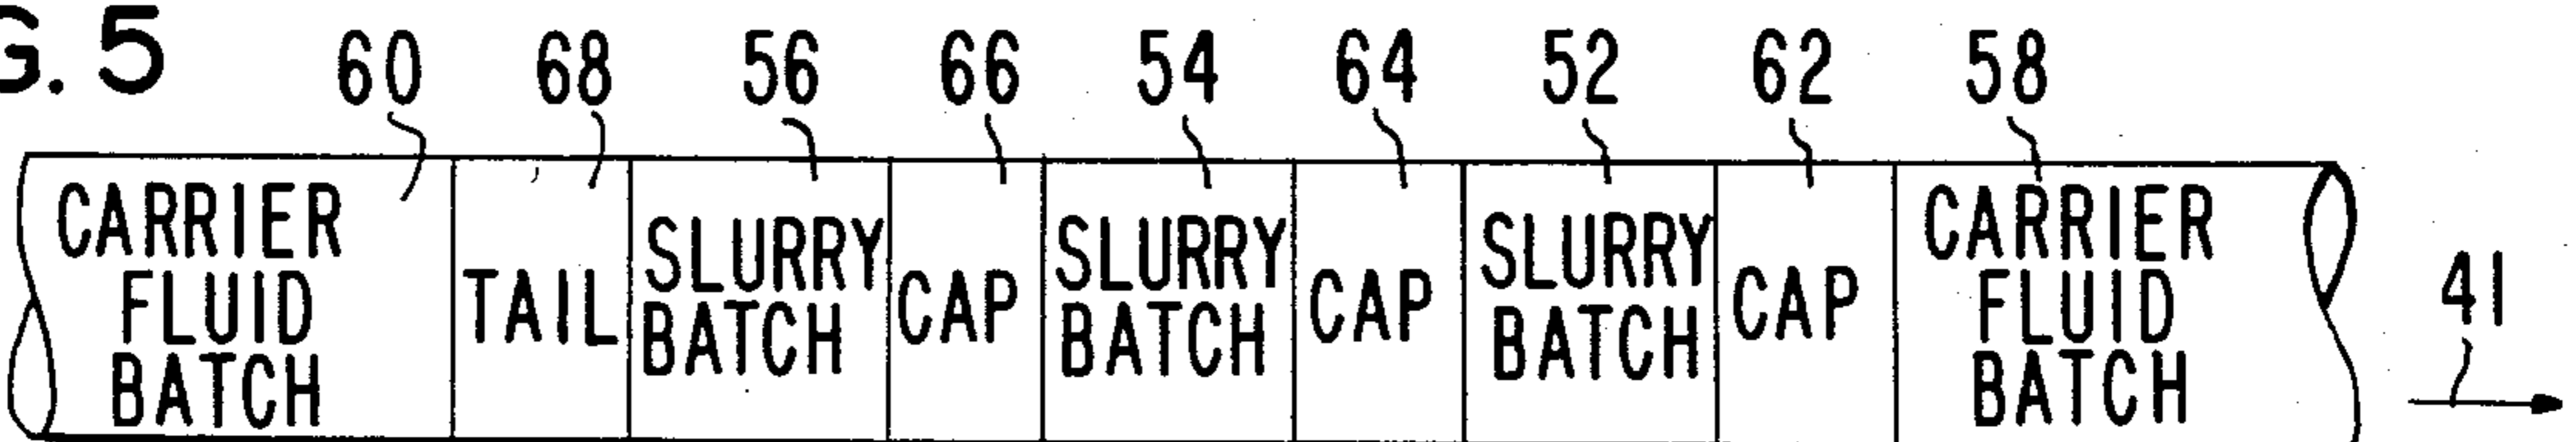 G. 5
60 68 56 66 54 64 52 62 58
CARRIER
FLUID
BATCH
TAIL
SLURRY
BATCH
CAP
SLURRY
BATCH
CAP
SLURRY
BATCH
CAP
CARRIER
FLUID
BATCH
41